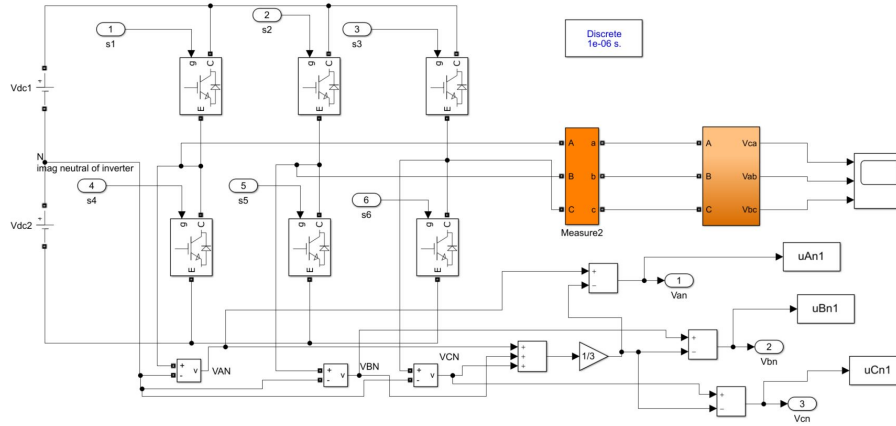 1
s1
2
s2
3
s3
Discrete
1e-06 s.
g
C
E
g
C
E
g
C
E
Vdc1
+
N
imag neutral of inverter
A
a
B
b
C
c
Measure2
A
Vca
B
Vab
C
Vbc
4
s4
5
s5
6
s6
Vdc2
+
g
C
E
g
C
E
g
C
E
+
-
v
VAN
+
-
v
VBN
+
-
v
VCN
+
+
+
1/3
+
−
1
Van
uAn1
+
−
2
Vbn
uBn1
+
−
3
Vcn
uCn1